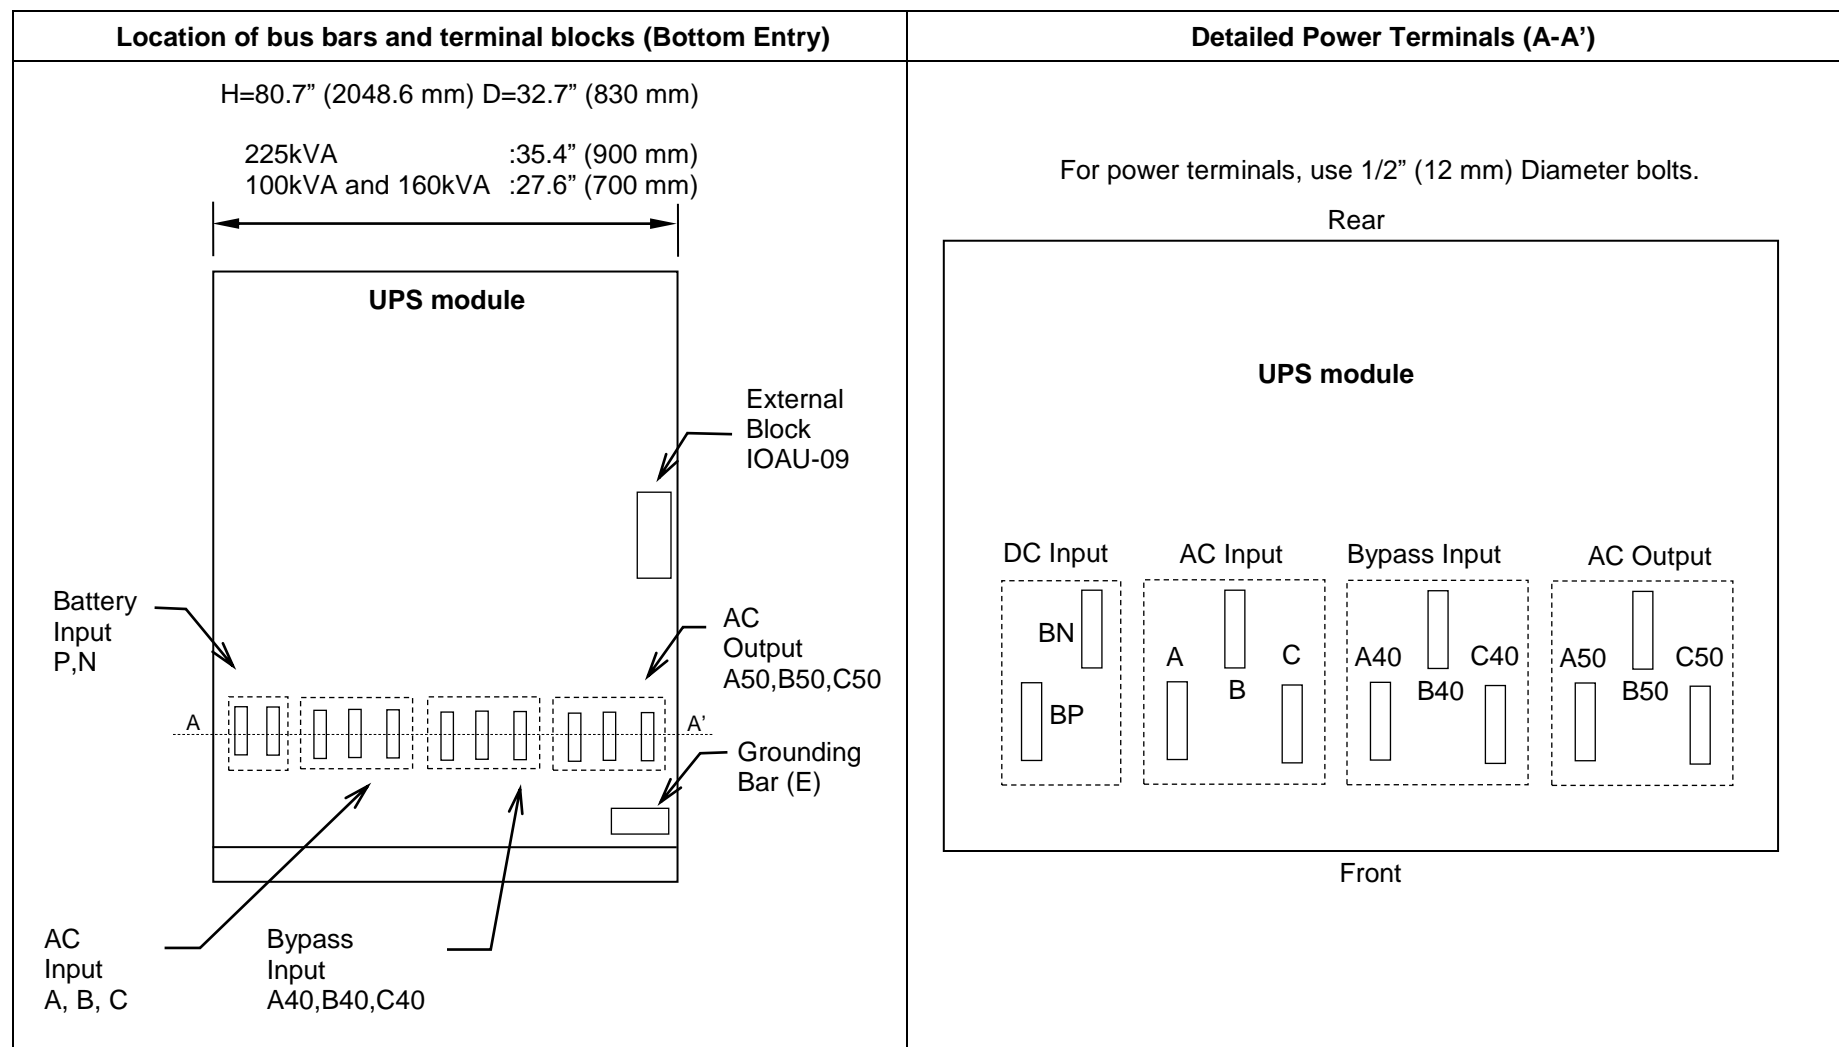 Location of bus bars and terminal blocks (Bottom Entry)
H=80.7” (2048.6 mm) D=32.7” (830 mm)
225kVA :35.4” (900 mm)
100kVA and 160kVA :27.6” (700 mm)
UPS module
External
Block
IOAU-09
Battery
Input
P,N
AC
Output
A50,B50,C50
A
A’
Grounding
Bar (E)
AC
Input
A, B, C
Bypass
Input
A40,B40,C40
Detailed Power Terminals (A-A’)
For power terminals, use 1/2” (12 mm) Diameter bolts.
Rear
UPS module
DC Input
AC Input
Bypass Input
AC Output
BN
BP
A
B
C
A40
B40
C40
A50
B50
C50
Front